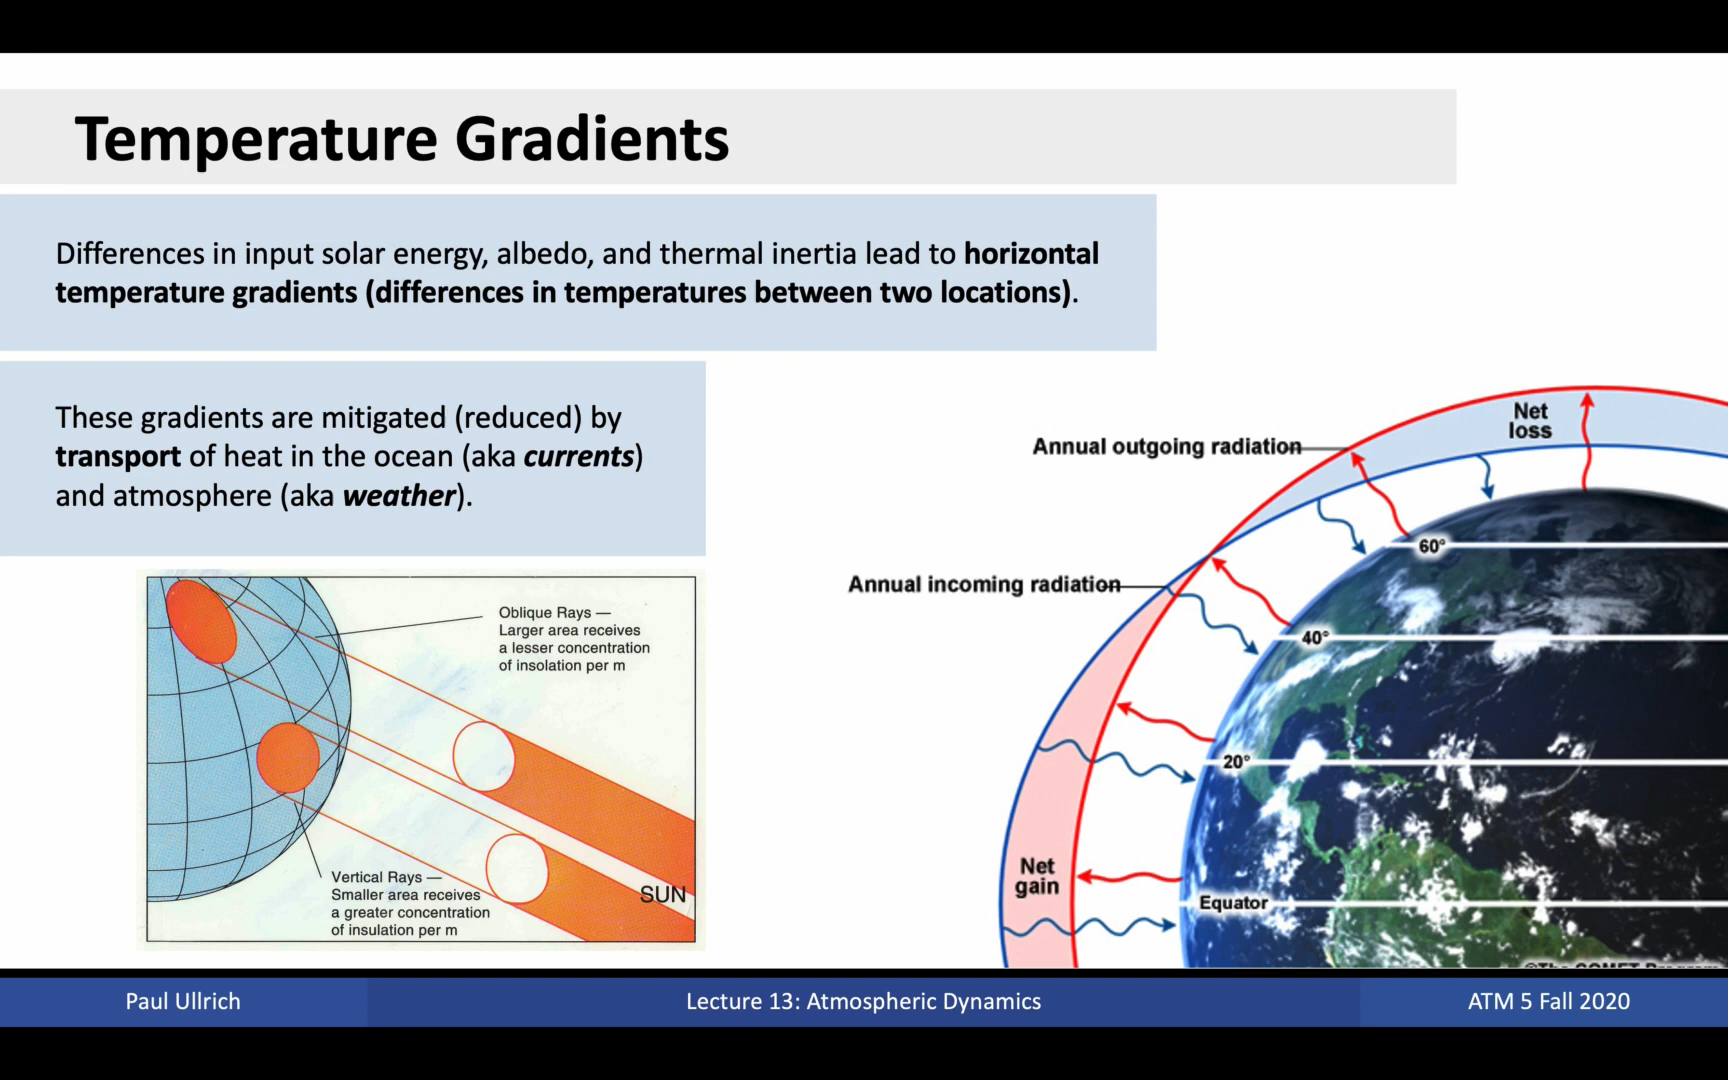 Temperature Gradients
Differences in input solar energy, albedo, and thermal inertia lead to horizontal
temperature gradients (differences in temperatures between two locations).
These gradients are mitigated (reduced) by
transport of heat in the ocean (aka currents)
and atmosphere (aka weather).
Oblique Rays —
Larger area receives
a lesser concentration
of insolation per m
Vertical Rays —
Smaller area receives
a greater concentration
of insulation per m
SUN
Net
loss
Annual outgoing radiation
60°
Annual incoming radiation
40°
20°
Net
gain
Equator
©The COMET Program
Paul Ullrich
Lecture 13: Atmospheric Dynamics
ATM 5 Fall 2020